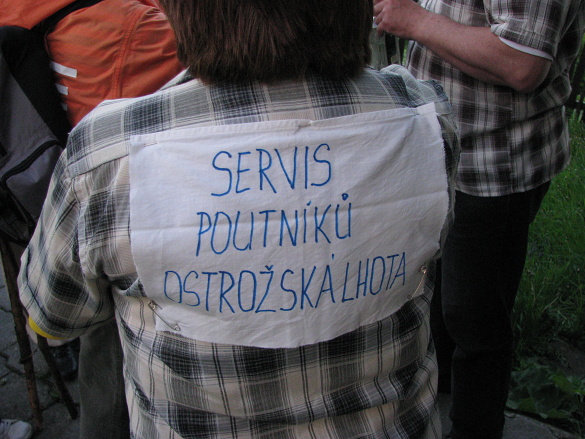 SERVIS
POUTNÍKŮ
OSTROŽSKÁ LHOTA